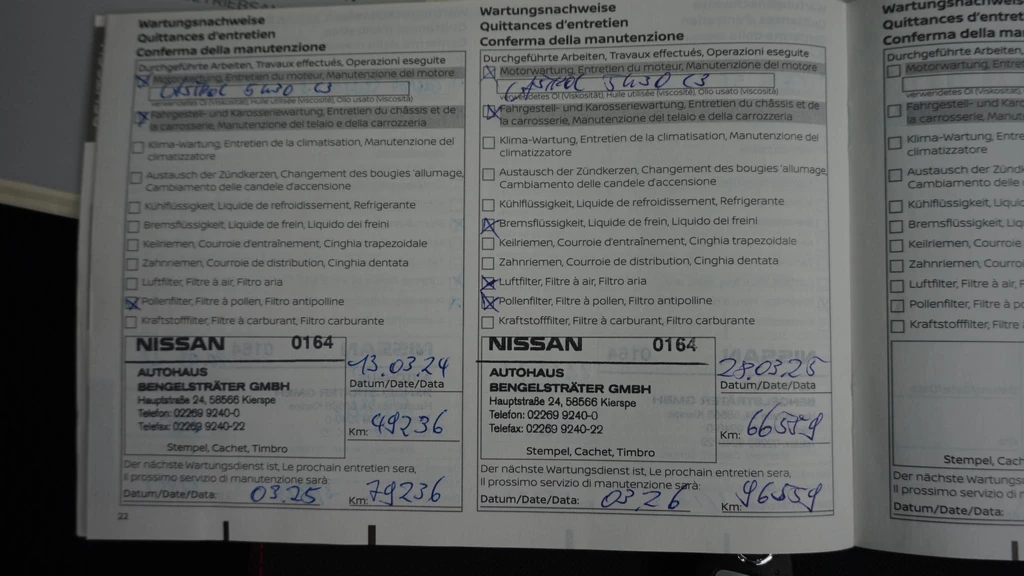 Wartungsnachweise
Quittances d'entretien
Conferma della manutenzione
Durchgeführte Arbeiten, Travaux effectués, Operazioni eseguite
Motorwartung, Entretien du moteur, Manutenzione del motore
CASTROL 5W30 C3
verwendetes Öl (Viskosität), Huile utilisée (Viscosité), Olio usato (Viscosità)
Fahrgestell- und Karosseriewartung, Entretien du châssis et de
la carrosserie, Manutenzione del telaio e della carrozzeria
Klima-Wartung, Entretien de la climatisation, Manutenzione del
climatizzatore
Austausch der Zündkerzen, Changement des bougies 'allumage,
Cambiamento delle candele d'accensione
Kühlflüssigkeit, Liquide de refroidissement, Refrigerante
Bremsflüssigkeit, Liquide de frein, Liquido dei freini
Keilriemen, Courroie d'entraînement, Cinghia trapezoidale
Zahnriemen, Courroie de distribution, Cinghia dentata
Luftfilter, Filtre à air, Filtro aria
Pollenfilter, Filtre à pollen, Filtro antipolline
Kraftstofffilter, Filtre à carburant, Filtro carburante
NISSAN 0164
AUTOHAUS
BENGELSTRÄTER GMBH
Hauptstraße 24, 58566 Kierspe
Telefon: 02269 9240-0
Telefax: 02269 9240-22
Stempel, Cachet, Timbro
13.03.24
Datum/Date/Data
Km: 49236
Der nächste Wartungsdienst ist, Le prochain entretien sera,
Il prossimo servizio di manutenzione sarà:
Datum/Date/Data: 03.25 Km: 79236
22
Wartungsnachweise
Quittances d'entretien
Conferma della manutenzione
Durchgeführte Arbeiten, Travaux effectués, Operazioni eseguite
Motorwartung, Entretien du moteur, Manutenzione del motore
CASTROL 5W30 C3
verwendetes Öl (Viskosität), Huile utilisée (Viscosité), Olio usato (Viscosità)
Fahrgestell- und Karosseriewartung, Entretien du châssis et de
la carrosserie, Manutenzione del telaio e della carrozzeria
Klima-Wartung, Entretien de la climatisation, Manutenzione del
climatizzatore
Austausch der Zündkerzen, Changement des bougies 'allumage,
Cambiamento delle candele d'accensione
Kühlflüssigkeit, Liquide de refroidissement, Refrigerante
Bremsflüssigkeit, Liquide de frein, Liquido dei freini
Keilriemen, Courroie d'entraînement, Cinghia trapezoidale
Zahnriemen, Courroie de distribution, Cinghia dentata
Luftfilter, Filtre à air, Filtro aria
Pollenfilter, Filtre à pollen, Filtro antipolline
Kraftstofffilter, Filtre à carburant, Filtro carburante
NISSAN 0164
AUTOHAUS
BENGELSTRÄTER GMBH
Hauptstraße 24, 58566 Kierspe
Telefon: 02269 9240-0
Telefax: 02269 9240-22
Stempel, Cachet, Timbro
28.03.25
Datum/Date/Data
Km: 66559
Der nächste Wartungsdienst ist, Le prochain entretien sera,
Il prossimo servizio di manutenzione sarà:
Datum/Date/Data: 03.26 Km: 96559
Wartungsnachweise
Quittances d'entret
Conferma della ma
Durchgeführte Arbeiten,
Motorwartung, Entre
verwendetes Öl (Viskosität),
Fahrgestell- und Karo
la carrosserie, Manut
Klima-Wartung, Entre
climatizzatore
Austausch der Zündk
Cambiamento delle c
Kühlflüssigkeit, Liquid
Bremsflüssigkeit, Liqu
Keilriemen, Courroie
Zahnriemen, Courroi
Luftfilter, Filtre à air, F
Pollenfilter, Filtre à po
Kraftstofffilter, Filtre
Stempel, Cach
Der nächste Wartungs
Il prossimo servizio di
Datum/Date/Data: